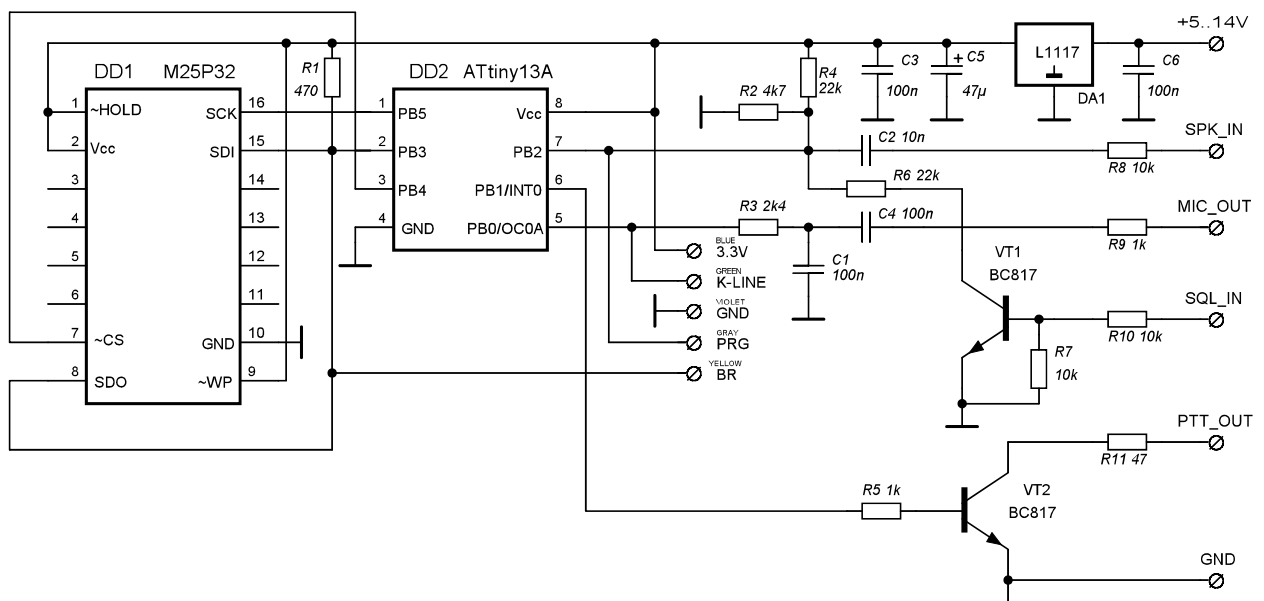 +5..14V
L1117
DA1
C6
100n
C3
100n
+ C5
47µ
R4
22k
R2 4k7
R1
470
DD1 M25P32
DD2 ATtiny13A
1 ~HOLD
2 Vcc
3
4
5
6
7 ~CS
8 SDO
SCK 16
SDI 15
14
13
12
11
GND 10
~WP 9
1 PB5
2 PB3
3 PB4
4 GND
Vcc 8
PB2 7
PB1/INT0 6
PB0/OC0A 5
C2 10n
SPK_IN
R8 10k
R6 22k
R3 2k4
C4 100n
MIC_OUT
R9 1k
C1
100n
BLUE
3.3V
GREEN
K-LINE
VIOLET
GND
GRAY
PRG
YELLOW
BR
VT1
BC817
SQL_IN
R10 10k
R7
10k
PTT_OUT
R11 47
R5 1k
VT2
BC817
GND